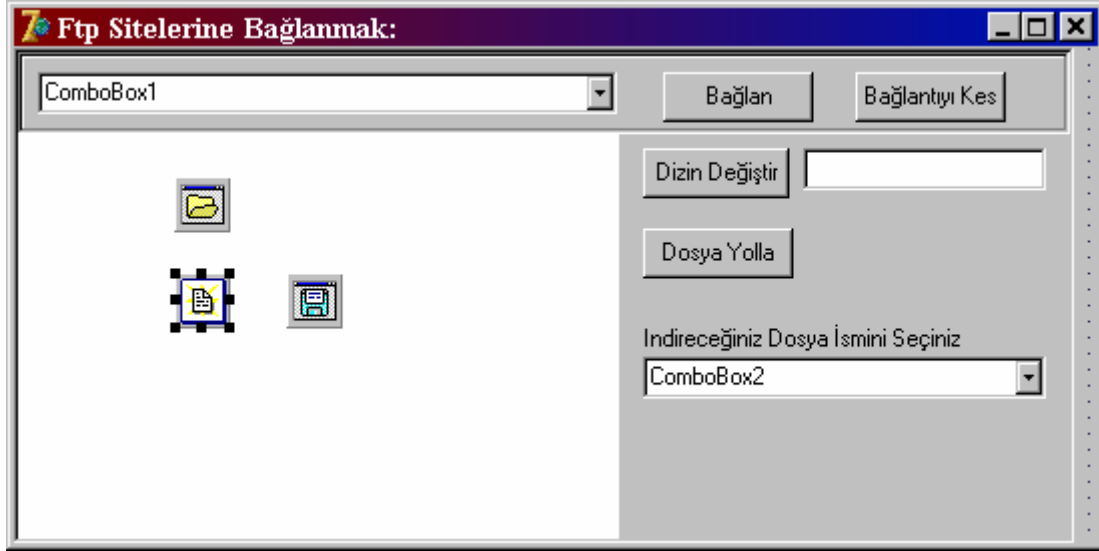 Ftp Sitelerine Bağlanmak:
ComboBox1
Bağlan
Bağlantıyı Kes
Dizin Değiştir
Dosya Yolla
Indireceğiniz Dosya İsmini Seçiniz
ComboBox2